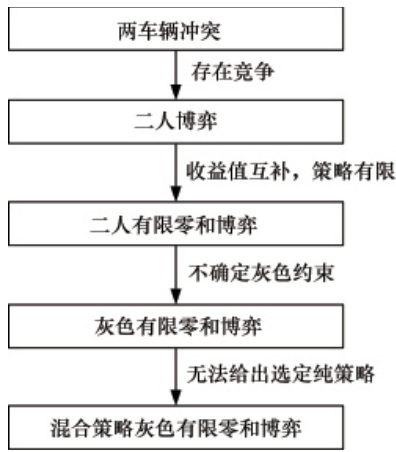 两车辆冲突
存在竞争
二人博弈
收益值互补，策略有限
二人有限零和博弈
不确定灰色约束
灰色有限零和博弈
无法给出选定纯策略
混合策略灰色有限零和博弈